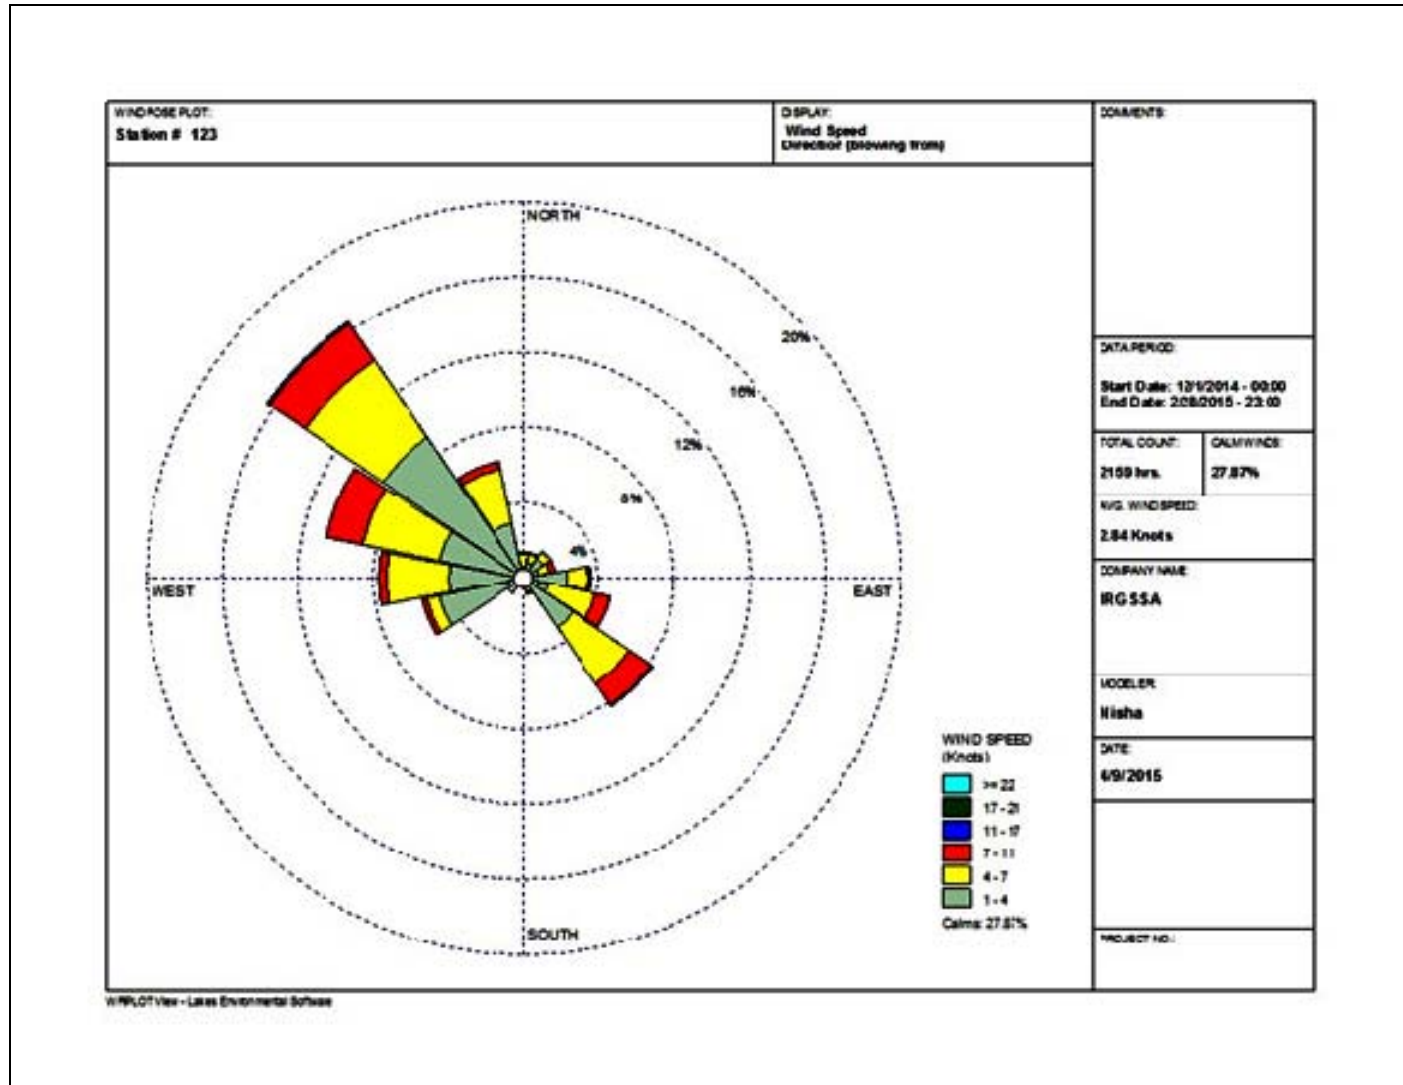 WIND ROSE PLOT:
Station # 123
DISPLAY:
Wind Speed
Direction (blowing from)
COMMENTS:
NORTH
20%
16%
12%
8%
4%
WEST
EAST
SOUTH
WIND SPEED
(Knots)
>= 22
17 - 21
11 - 17
7 - 11
4 - 7
1 - 4
Calms: 27.87%
DATA PERIOD:
Start Date: 12/1/2014 - 00:00
End Date: 2/28/2015 - 23:00
TOTAL COUNT:
2159 hrs.
CALM WINDS:
27.87%
AVG. WIND SPEED:
2.84 Knots
COMPANY NAME:
IRGSSA
MODELER:
Nisha
DATE:
/9/2015
PROJECT NO.:
WRPLOT View - Lakes Environmental Software